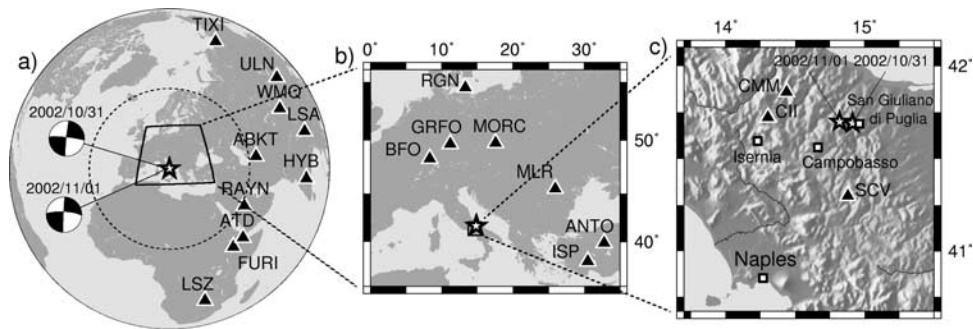 a)
TIXI
ULN
WMQ
LSA
2002/10/31
ABKT
HYB
2002/11/01
RAYN
ATD
FURI
LSZ
b)
0° 10° 20° 30°
RGN
GRFO MORC
BFO
50°
MLR
ANTO
ISP
40°
c)
14° 15°
2002/11/01 2002/10/31
42°
CMM
CII
San Giuliano
di Puglia
Isernia
Campobasso
SCV
Naples
41°